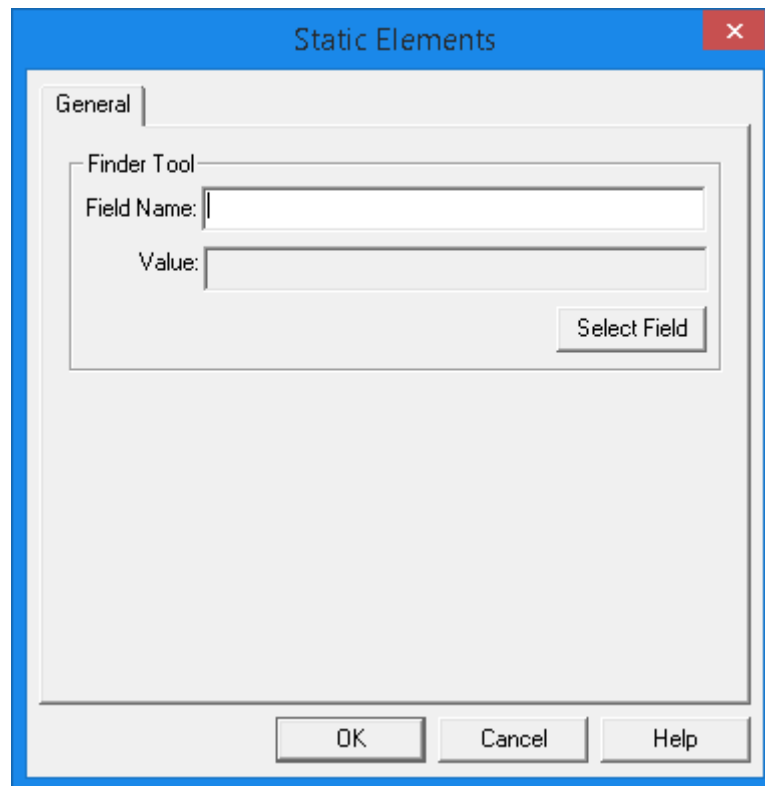 Static Elements
General
Finder Tool
Field Name:
Value:
Select Field
OK Cancel Help